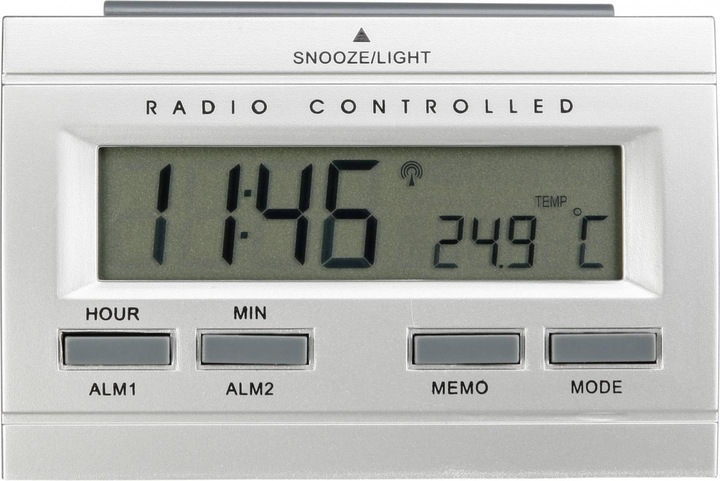 SNOOZE/LIGHT
RADIO CONTROLLED
11:46
TEMP
24.9 °C
HOUR MIN
ALM1 ALM2 MEMO MODE